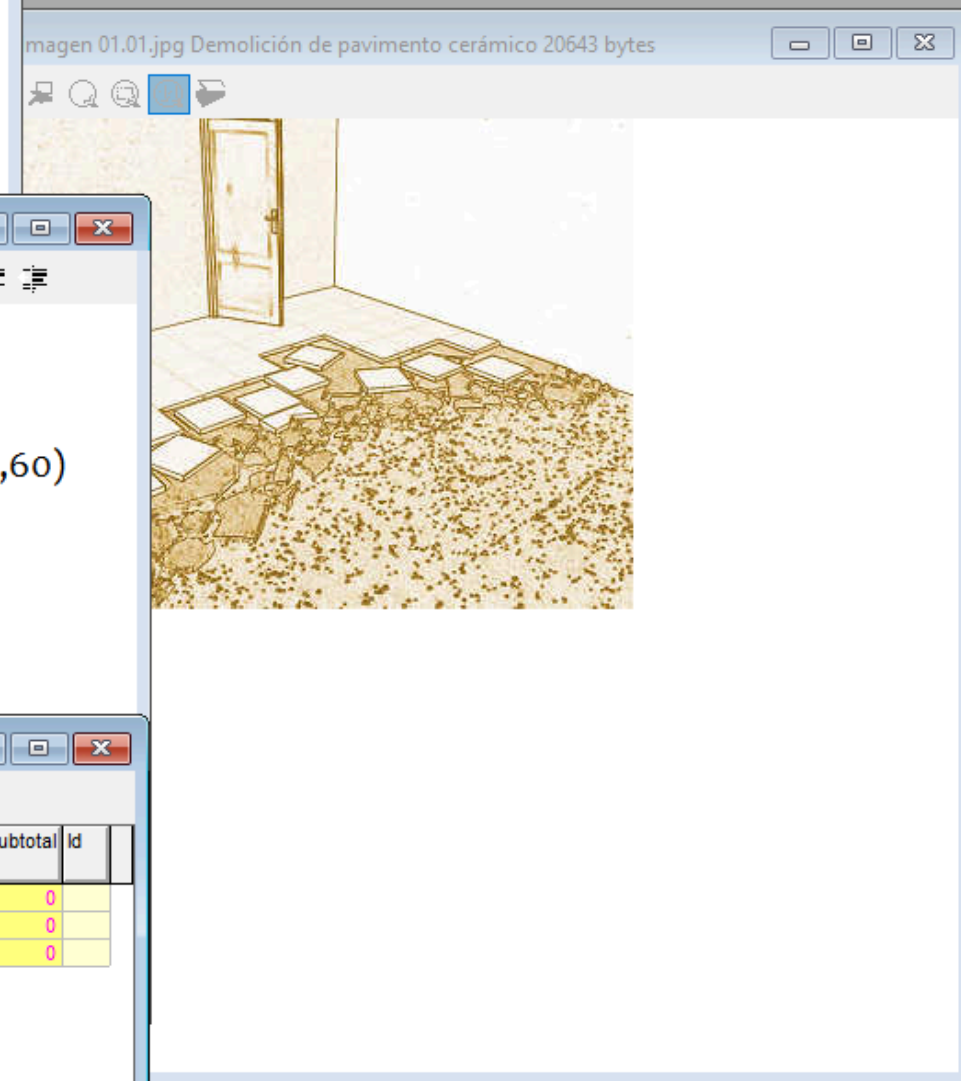 magen 01.01.jpg Demolición de pavimento cerámico 20643 bytes
,60)
ubtotal Id
0
0
0